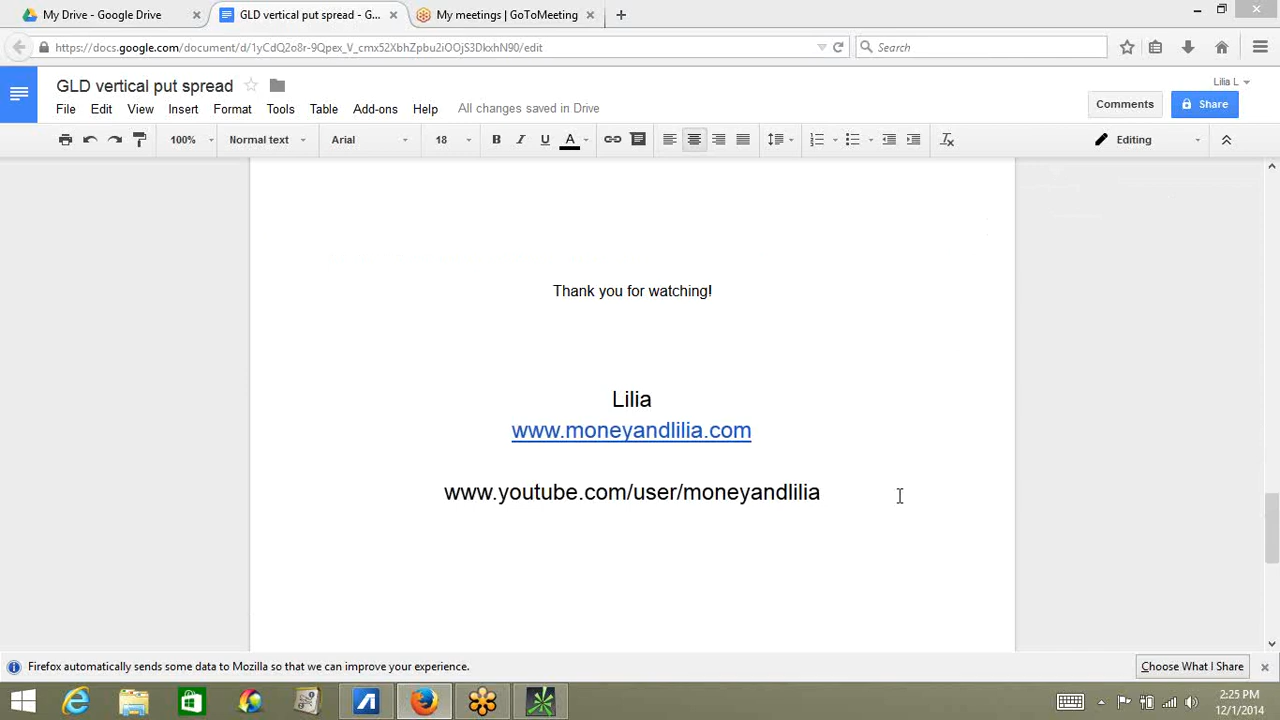 My Drive - Google Drive
GLD vertical put spread - G...
My meetings | GoToMeeting
https://docs.google.com/document/d/1yCdQ2o8r-9Qpex_V_cmx52XbhZpbu2iOOjS3DkxhN90/edit
Search
GLD vertical put spread
Lilia L
File Edit View Insert Format Tools Table Add-ons Help All changes saved in Drive
Comments
Share
100% Normal text Arial 18 B I U A Editing
Thank you for watching!
Lilia
www.moneyandlilia.com
www.youtube.com/user/moneyandlilia
Firefox automatically sends some data to Mozilla so that we can improve your experience.
Choose What I Share
2:25 PM
12/1/2014